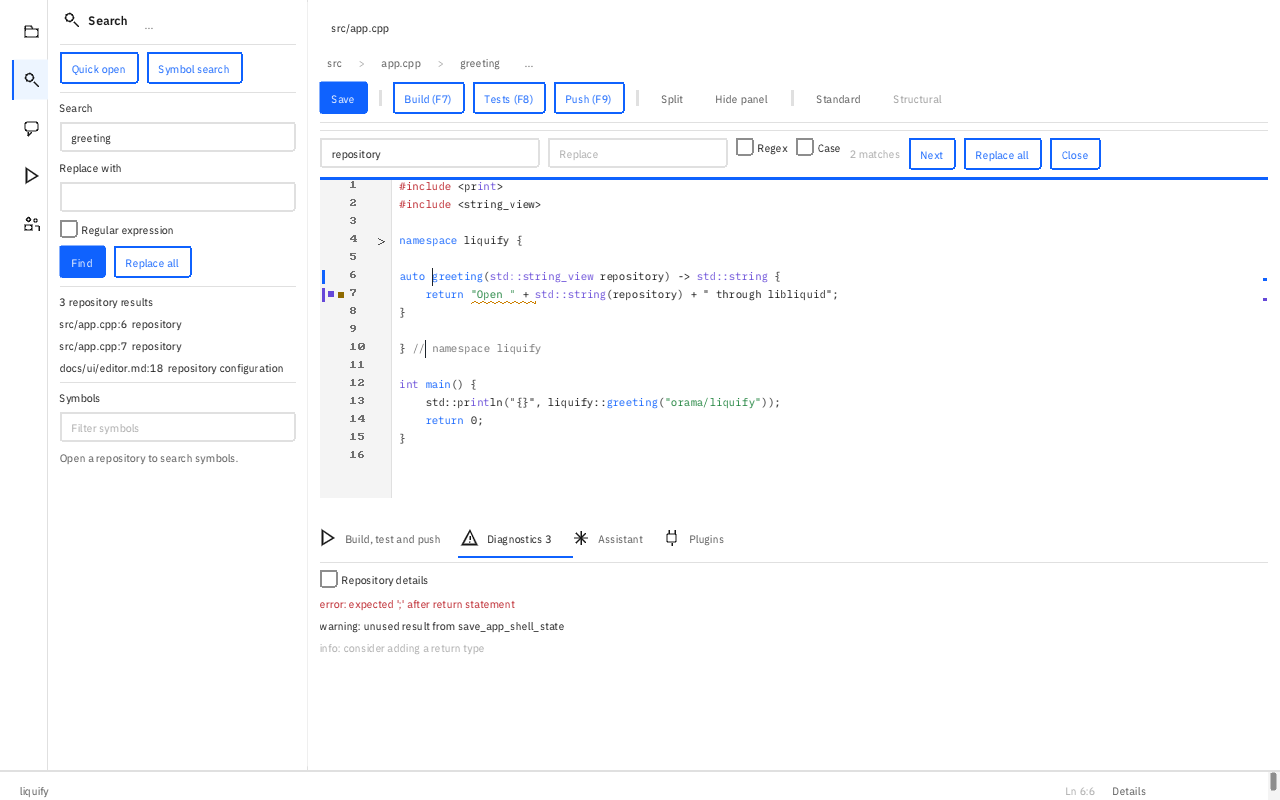 Search
...
Quick open
Symbol search
Search
greeting
Replace with
Regular expression
Find
Replace all
3 repository results
src/app.cpp:6 repository
src/app.cpp:7 repository
docs/ui/editor.md:18 repository configuration
Symbols
Filter symbols
Open a repository to search symbols.
src/app.cpp
src > app.cpp > greeting ...
Save Build (F7) Tests (F8) Push (F9) Split Hide panel Standard Structural
repository Replace Regex Case 2 matches Next Replace all Close
1 #include <print>
2 #include <string_view>
3
4 > namespace liquify {
5
6 auto greeting(std::string_view repository) -> std::string {
7 return "Open " + std::string(repository) + " through libliquid";
8 }
9
10 } // namespace liquify
11
12 int main() {
13 std::println("{}", liquify::greeting("orama/liquify"));
14 return 0;
15 }
16
Build, test and push Diagnostics 3 Assistant Plugins
Repository details
error: expected ';' after return statement
warning: unused result from save_app_shell_state
info: consider adding a return type
liquify Ln 6:6 Details